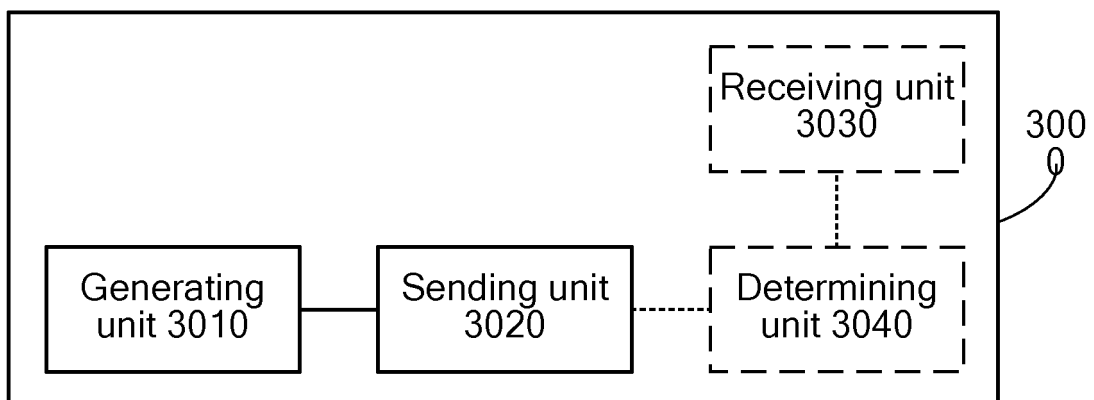 Receiving unit
3030
300
0
Generating
unit 3010
Sending unit
3020
Determining
unit 3040